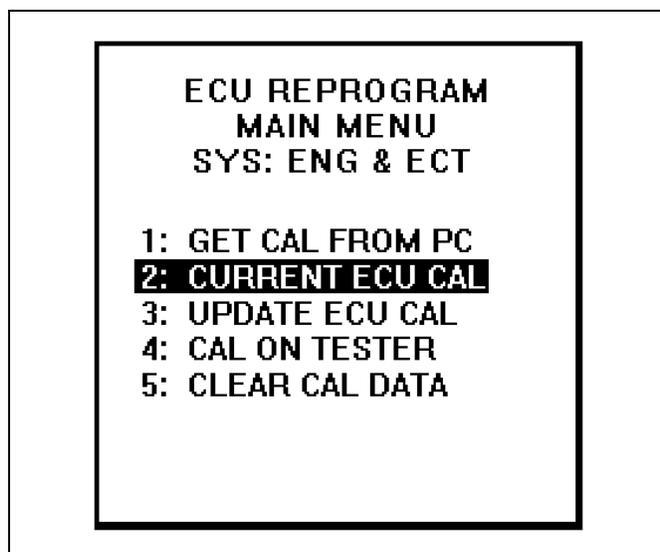 ECU REPROGRAM
MAIN MENU
SYS: ENG & ECT
1: GET CAL FROM PC
2: CURRENT ECU CAL
3: UPDATE ECU CAL
4: CAL ON TESTER
5: CLEAR CAL DATA